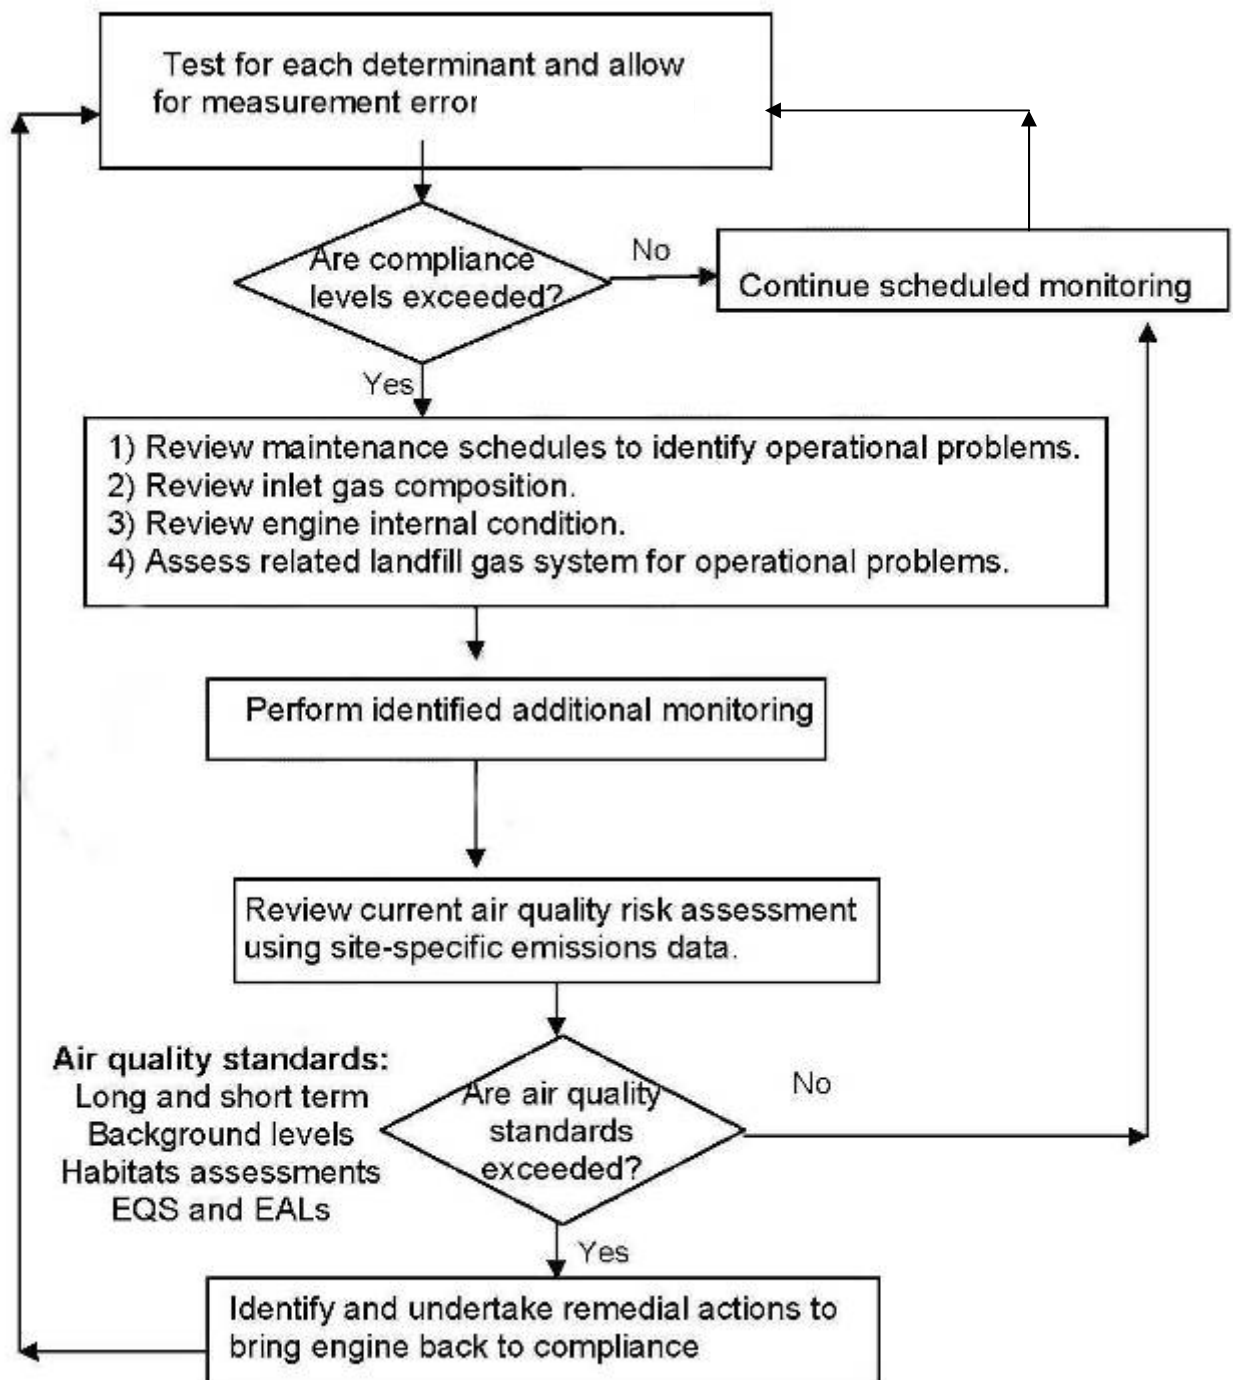 Test for each determinant and allow
for measurement error
Are compliance
levels exceeded?
No
Continue scheduled monitoring
Yes
1) Review maintenance schedules to identify operational problems.
2) Review inlet gas composition.
3) Review engine internal condition.
4) Assess related landfill gas system for operational problems.
Perform identified additional monitoring
Review current air quality risk assessment
using site-specific emissions data.
Air quality standards:
Long and short term
Background levels
Habitats assessments
EQS and EALs
Are air quality
standards
exceeded?
No
Yes
Identify and undertake remedial actions to
bring engine back to compliance